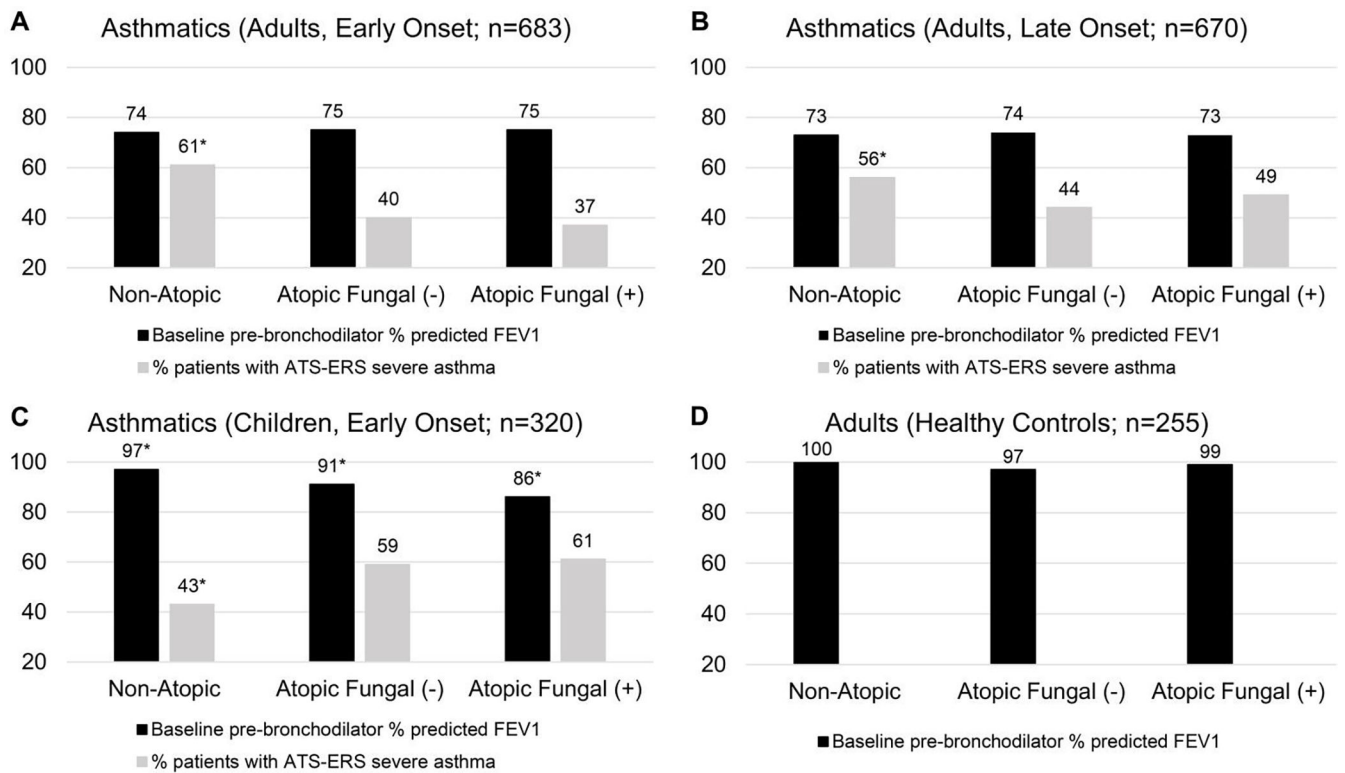 A
Asthmatics (Adults, Early Onset; n=683)
100
80
60
40
20
74
61*
75
40
75
37
Non-Atopic
Atopic Fungal (-)
Atopic Fungal (+)
Baseline pre-bronchodilator % predicted FEV1
% patients with ATS-ERS severe asthma
B
Asthmatics (Adults, Late Onset; n=670)
100
80
60
40
20
73
56*
74
44
73
49
Non-Atopic
Atopic Fungal (-)
Atopic Fungal (+)
Baseline pre-bronchodilator % predicted FEV1
% patients with ATS-ERS severe asthma
C
Asthmatics (Children, Early Onset; n=320)
100
80
60
40
20
97*
43*
91*
59
86*
61
Non-Atopic
Atopic Fungal (-)
Atopic Fungal (+)
Baseline pre-bronchodilator % predicted FEV1
% patients with ATS-ERS severe asthma
D
Adults (Healthy Controls; n=255)
100
80
60
40
20
100
97
99
Non-Atopic
Atopic Fungal (-)
Atopic Fungal (+)
Baseline pre-bronchodilator % predicted FEV1